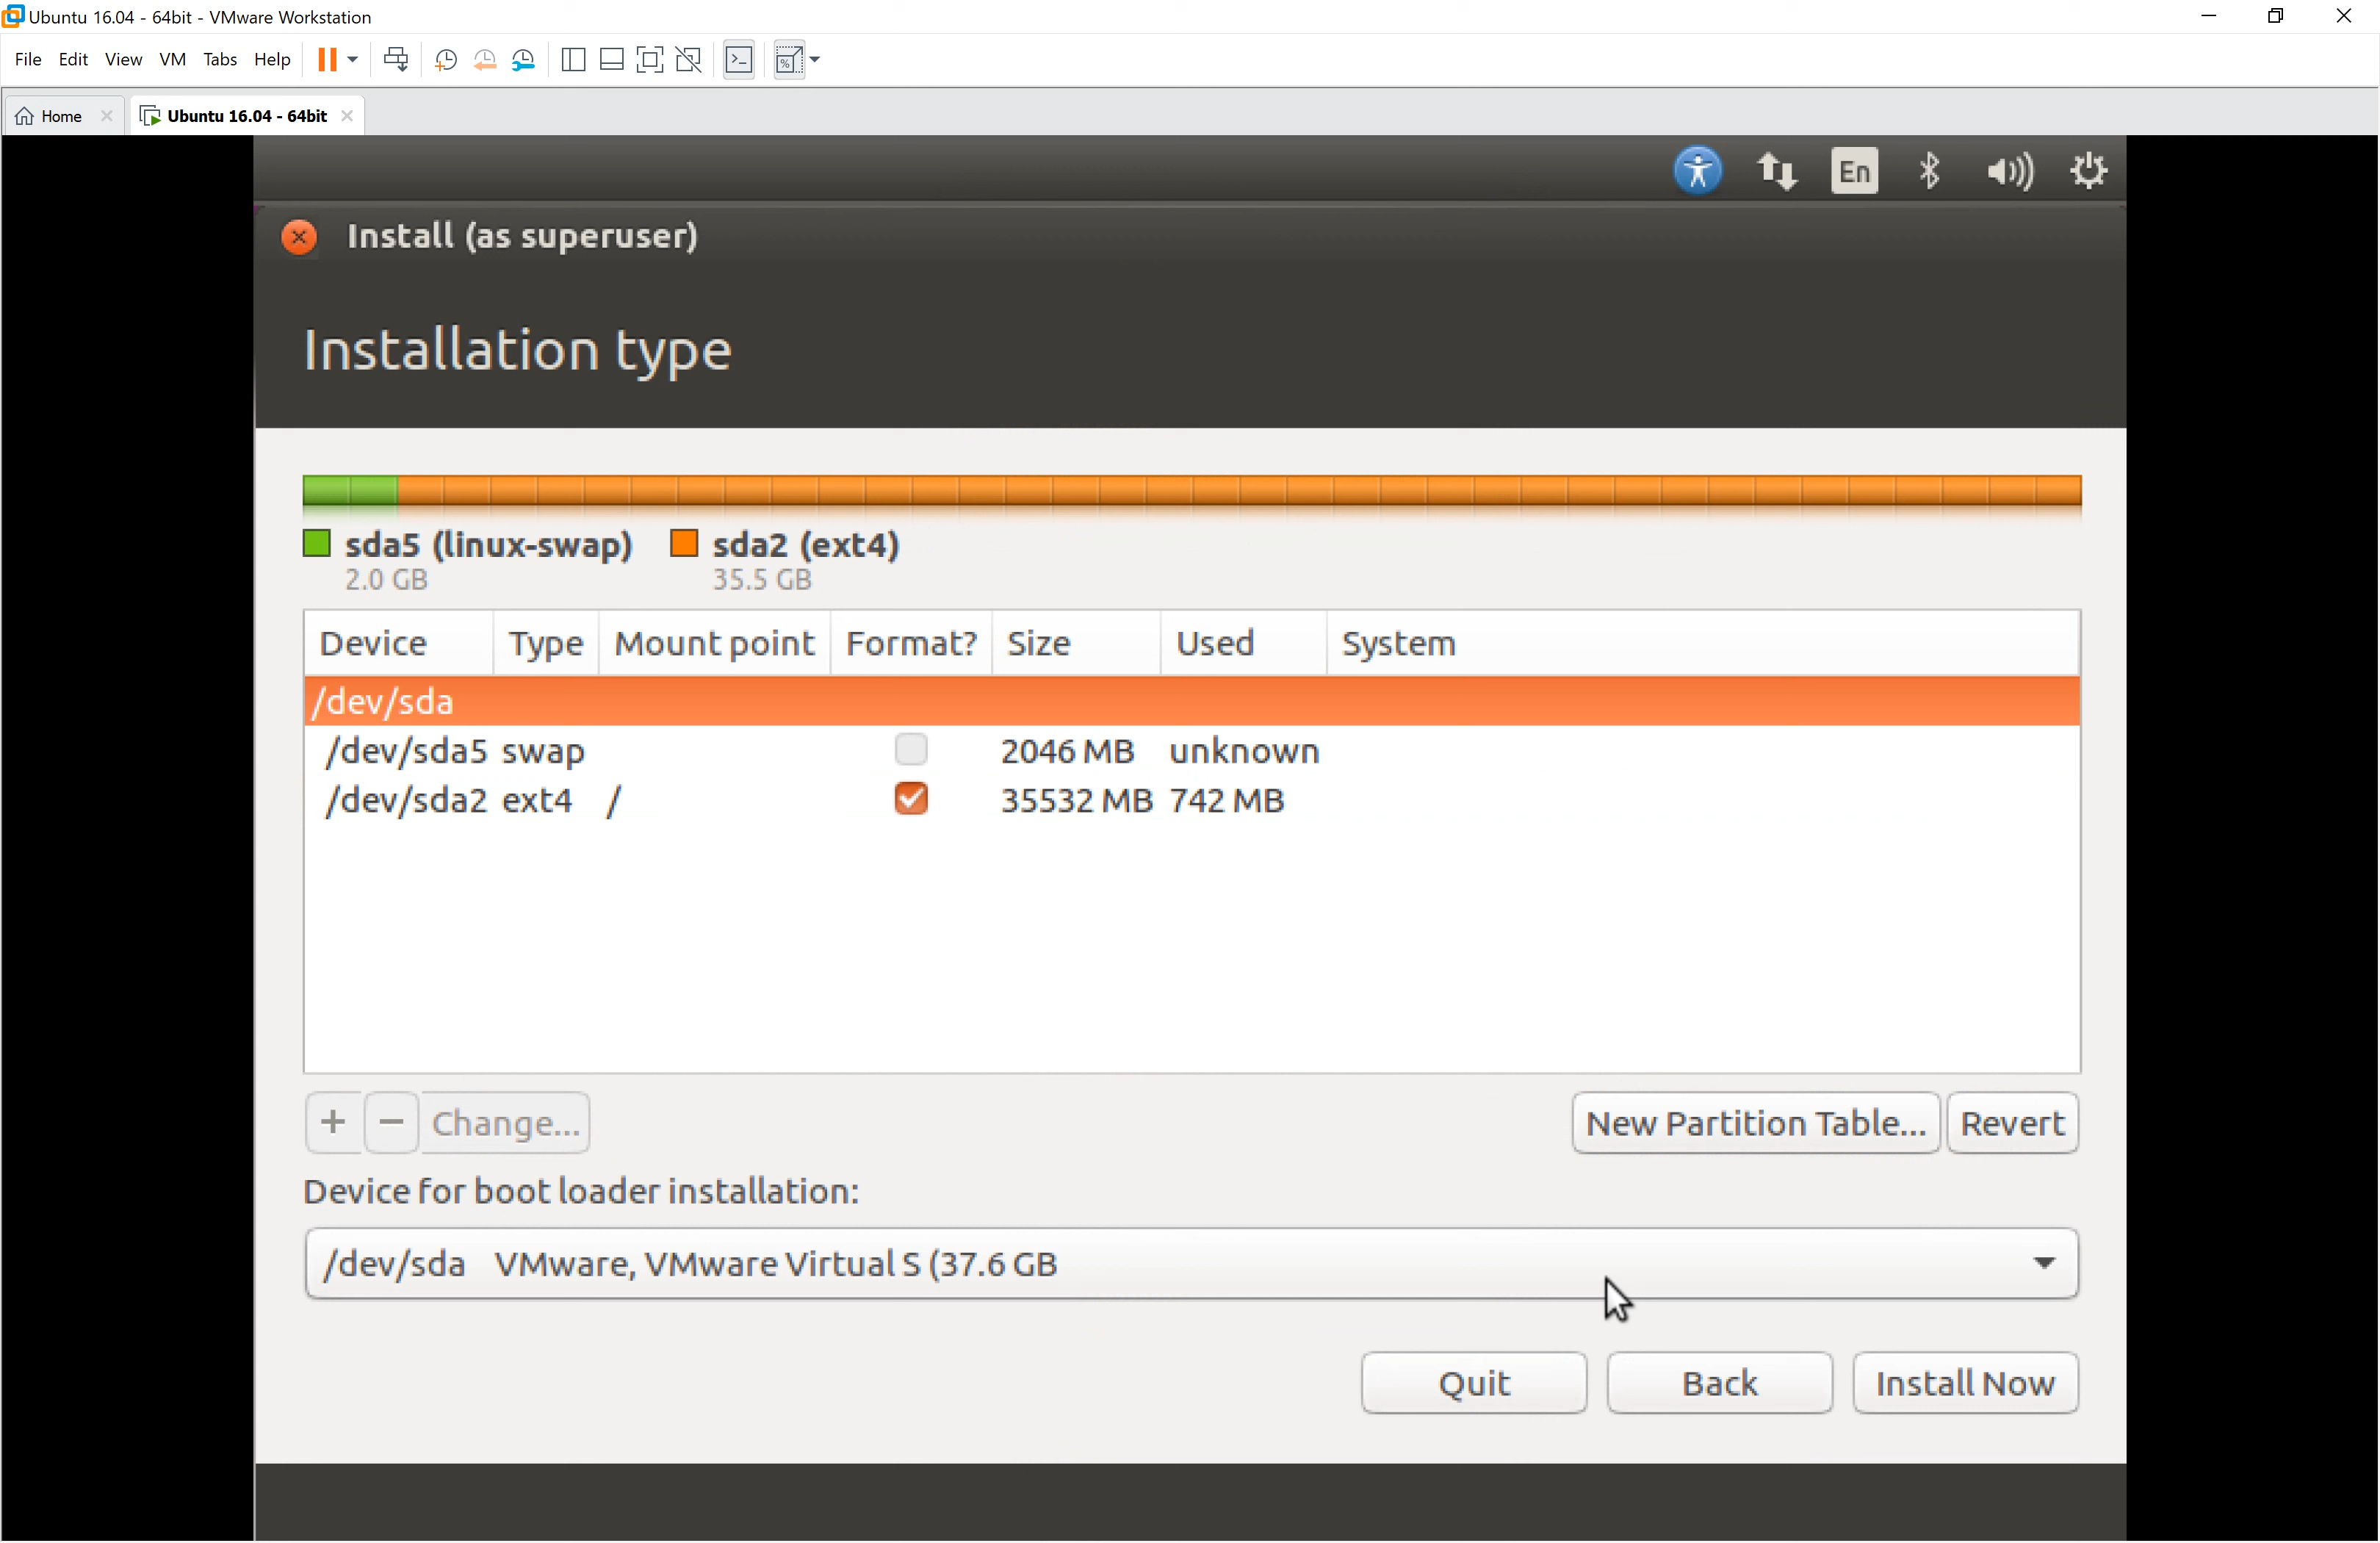 Ubuntu 16.04 - 64bit - VMware Workstation
File Edit View VM Tabs Help
Home Ubuntu 16.04 - 64bit
En
Install (as superuser)
Installation type
sda5 (linux-swap) sda2 (ext4)
2.0 GB 35.5 GB
Device Type Mount point Format? Size Used System
/dev/sda
/dev/sda5 swap 2046 MB unknown
/dev/sda2 ext4 / 35532 MB 742 MB
+ − Change... New Partition Table... Revert
Device for boot loader installation:
/dev/sda VMware, VMware Virtual S (37.6 GB
Quit Back Install Now